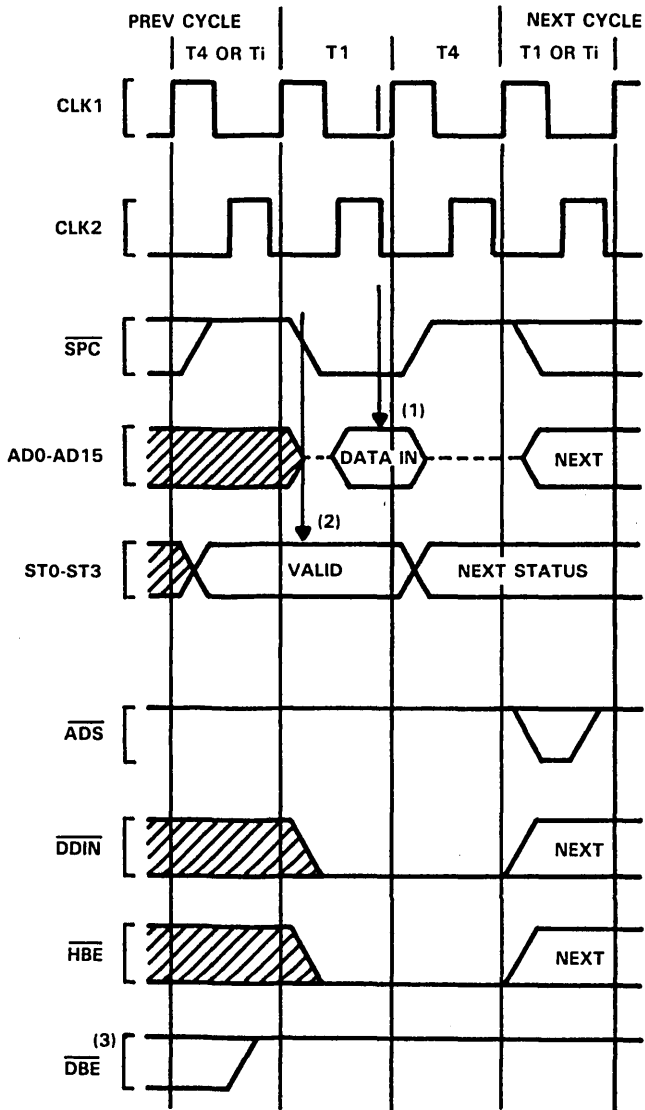 PREV CYCLE NEXT CYCLE
T4 OR Ti T1 T4 T1 OR Ti
CLK1
CLK2
SPC
(1)
AD0-AD15 DATA IN NEXT
(2)
ST0-ST3 VALID NEXT STATUS
ADS
DDIN NEXT
HBE NEXT
(3)
DBE